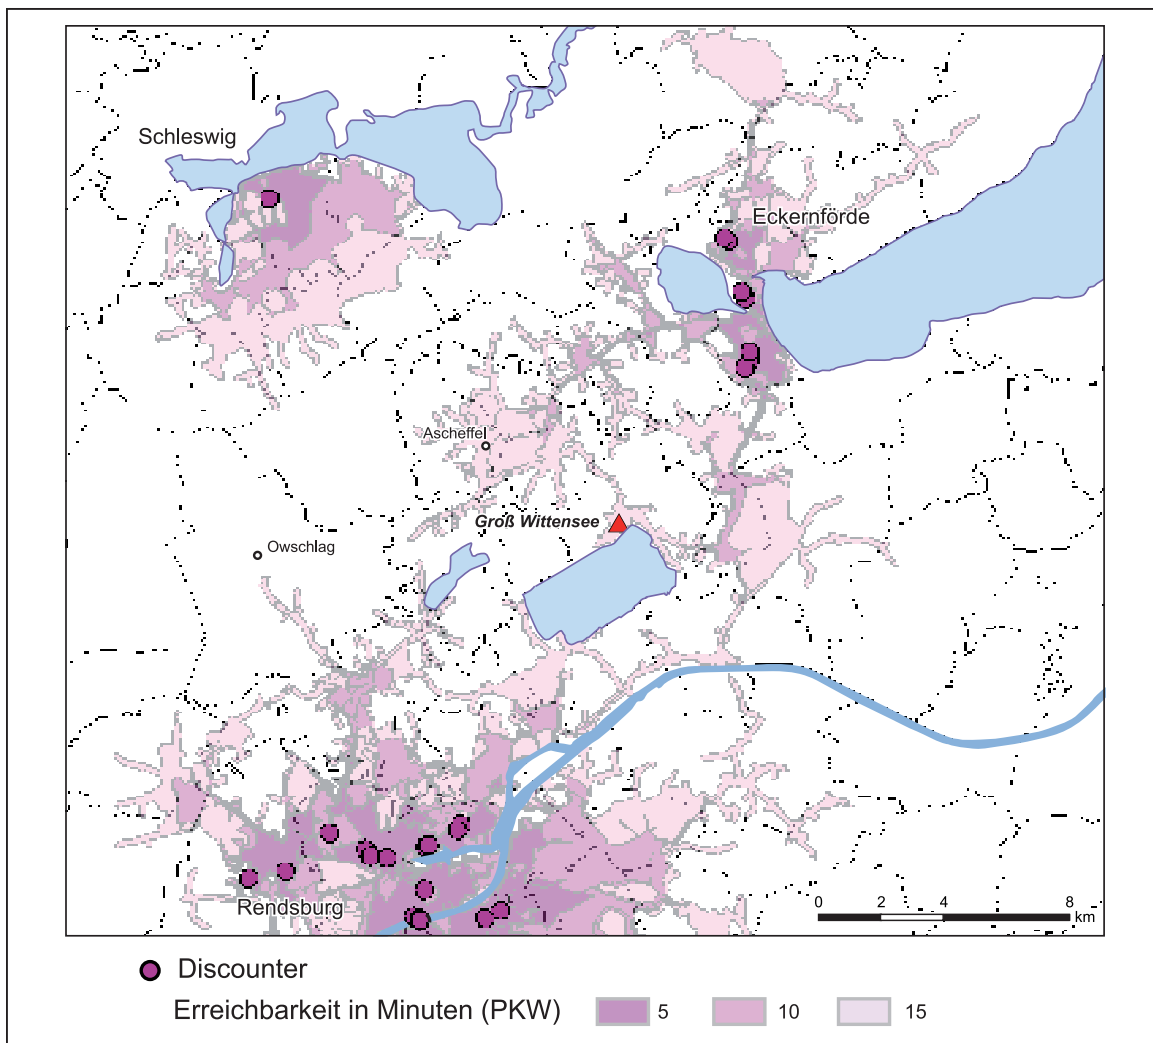 Schleswig
Eckernförde
Ascheffel
Groß Wittensee
Owschlag
Rendsburg
0 2 4 8
km
Discounter
Erreichbarkeit in Minuten (PKW) 5 10 15